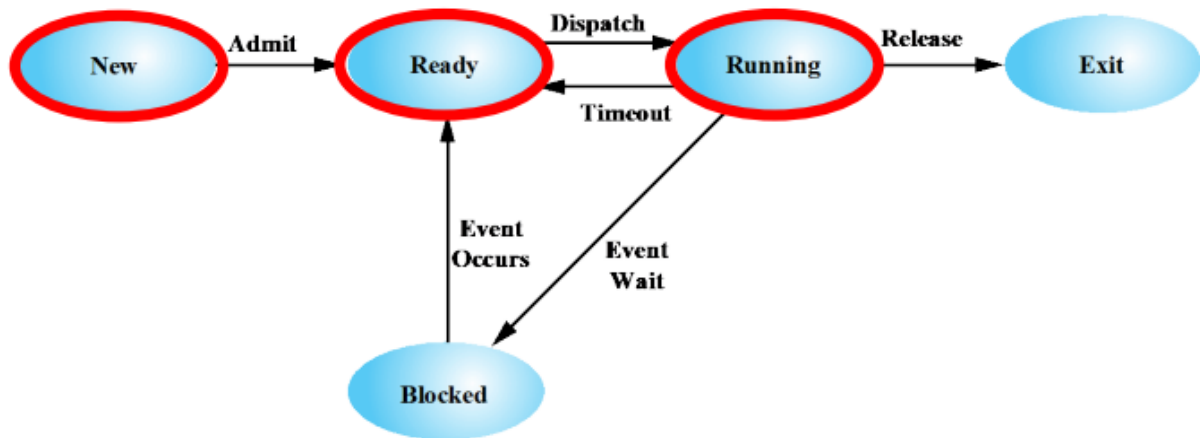 Dispatch
Admit
Release
New
Ready
Running
Exit
Timeout
Event
Occurs
Event
Wait
Blocked